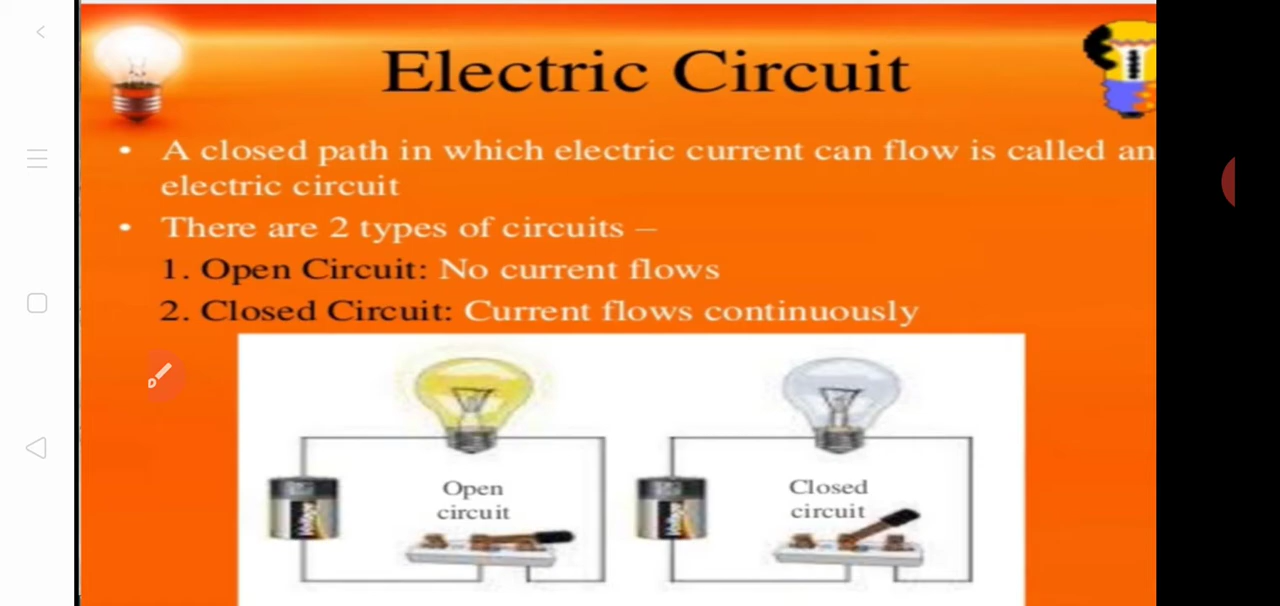 Electric Circuit
• A closed path in which electric current can flow is called an
electric circuit
• There are 2 types of circuits –
1. Open Circuit: No current flows
2. Closed Circuit: Current flows continuously
Open
circuit
Closed
circuit